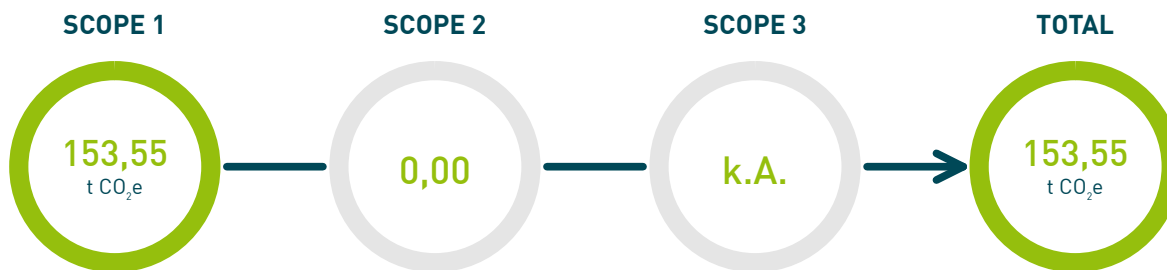 SCOPE 1
SCOPE 2
SCOPE 3
TOTAL
153,55
t CO₂e
0,00
k.A.
153,55
t CO₂e